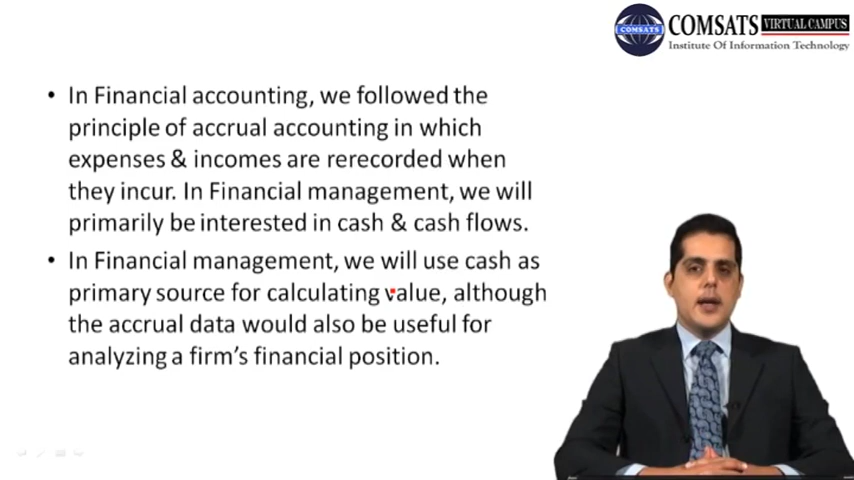 COMSATS VIRTUAL CAMPUS
COMSATS
Institute Of Information Technology
• In Financial accounting, we followed the
principle of accrual accounting in which
expenses & incomes are rerecorded when
they incur. In Financial management, we will
primarily be interested in cash & cash flows.
• In Financial management, we will use cash as
primary source for calculating value, although
the accrual data would also be useful for
analyzing a firm's financial position.